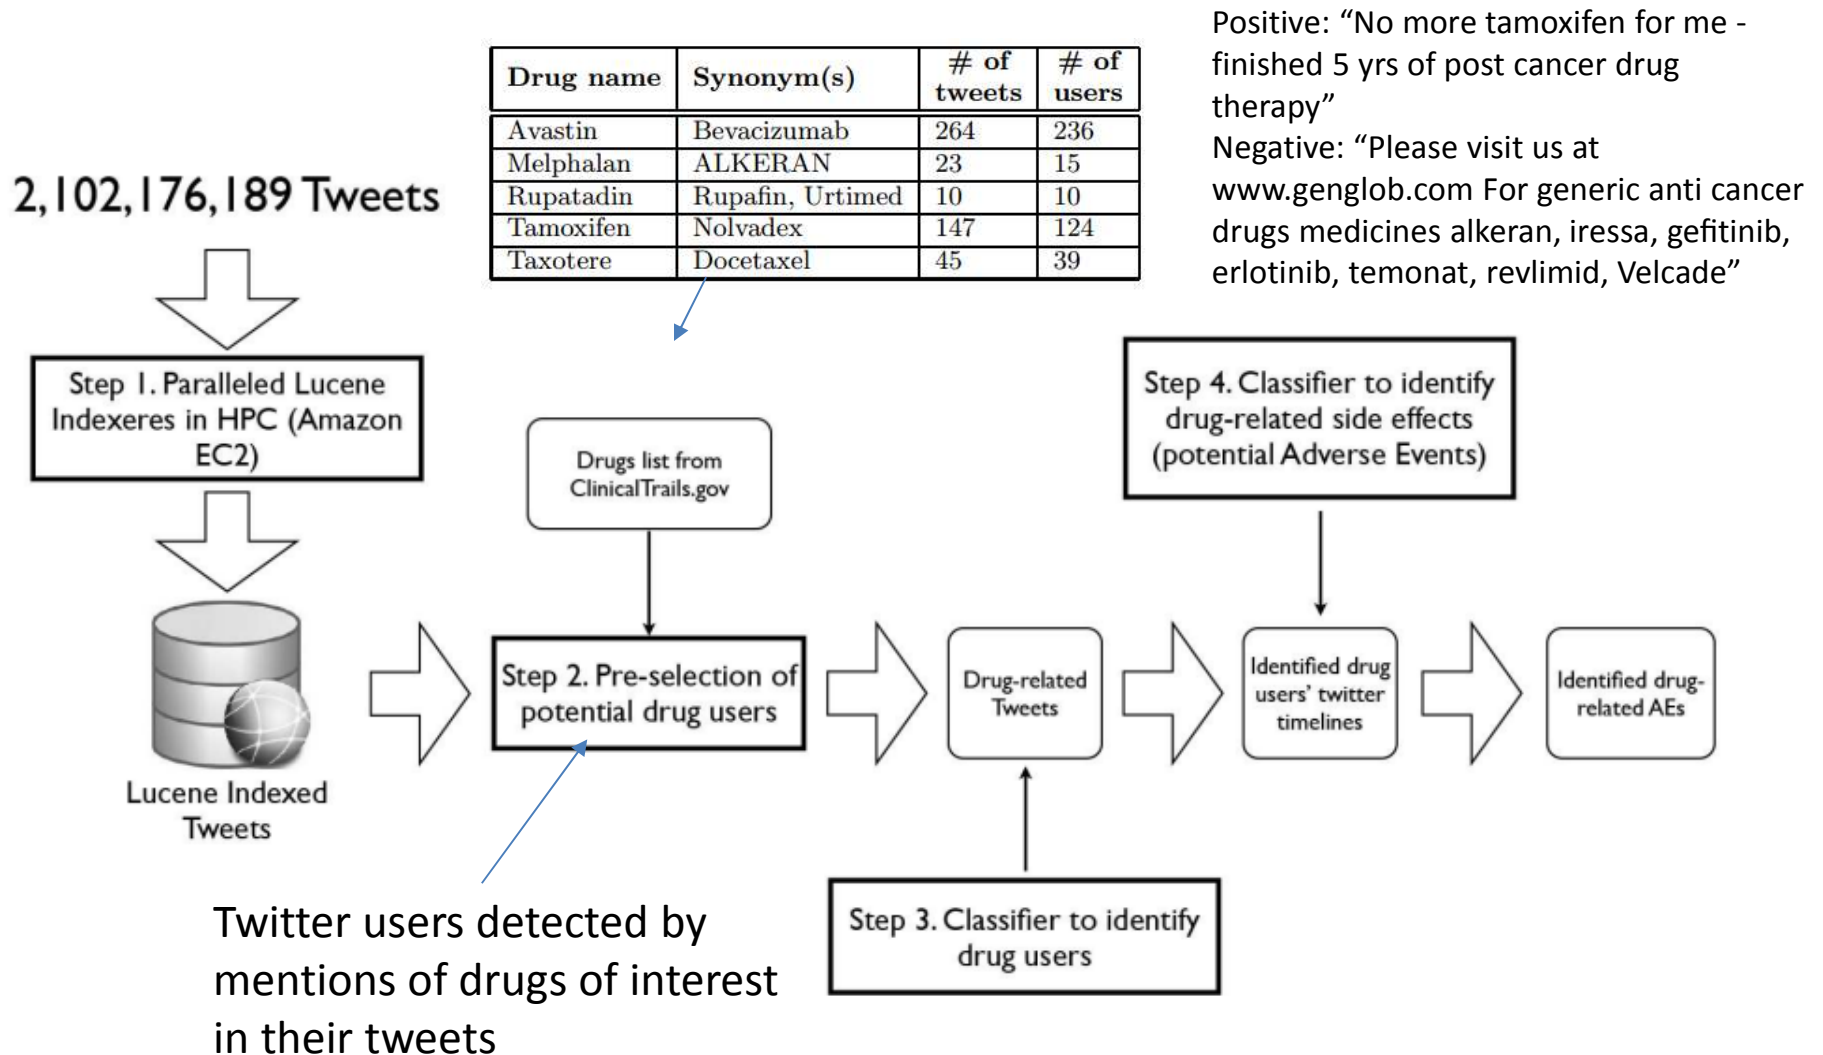 Positive: “No more tamoxifen for me -
finished 5 yrs of post cancer drug
therapy”
Negative: “Please visit us at
www.genglob.com For generic anti cancer
drugs medicines alkeran, iressa, gefitinib,
erlotinib, temonat, revlimid, Velcade”
Drug name Synonym(s) # of tweets # of users
Avastin Bevacizumab 264 236
Melphalan ALKERAN 23 15
Rupatadin Rupafin, Urtimed 10 10
Tamoxifen Nolvadex 147 124
Taxotere Docetaxel 45 39
2,102,176,189 Tweets
Step 1. Paralleled Lucene
Indexeres in HPC (Amazon
EC2)
Lucene Indexed
Tweets
Drugs list from
ClinicalTrails.gov
Step 2. Pre-selection of
potential drug users
Twitter users detected by
mentions of drugs of interest
in their tweets
Drug-related
Tweets
Step 3. Classifier to identify
drug users
Step 4. Classifier to identify
drug-related side effects
(potential Adverse Events)
Identified drug
users’ twitter
timelines
Identified drug-
related AEs